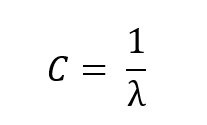 C = 1/λ